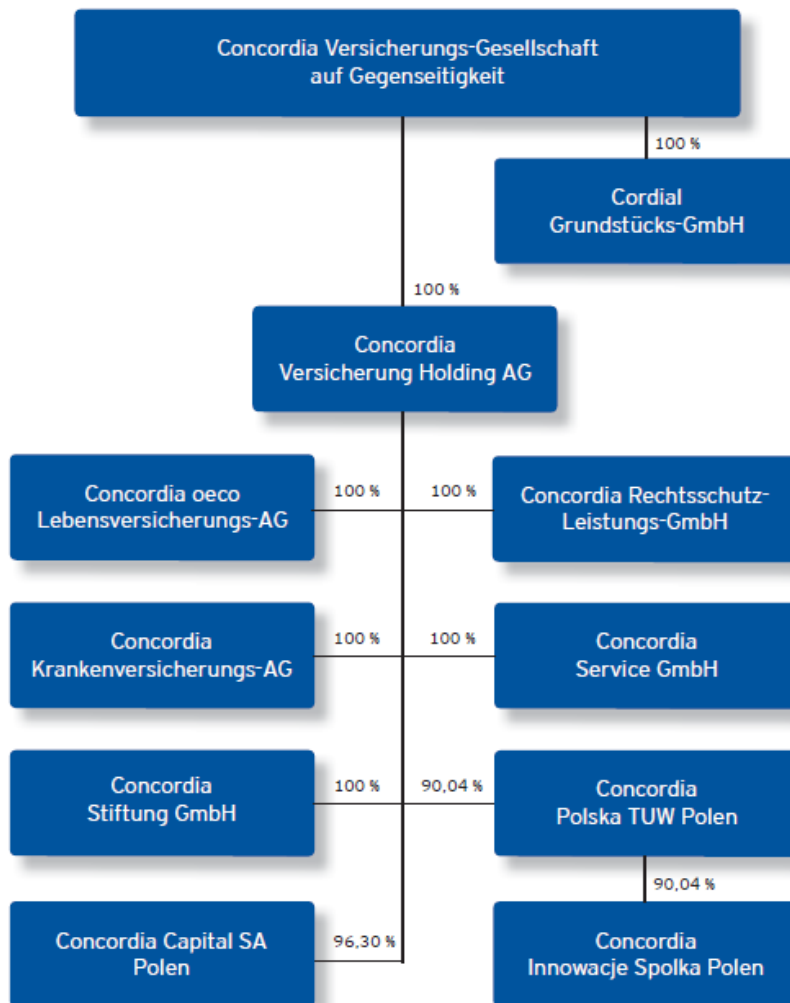 Concordia Versicherungs-Gesellschaft
auf Gegenseitigkeit
100 %
Cordial
Grundstücks-GmbH
100 %
Concordia
Versicherung Holding AG
Concordia oeco
Lebensversicherungs-AG
100 %
100 %
Concordia Rechtsschutz-
Leistungs-GmbH
Concordia
Krankenversicherungs-AG
100 %
100 %
Concordia
Service GmbH
Concordia
Stiftung GmbH
100 %
90,04 %
Concordia
Polska TUW Polen
90,04 %
Concordia Capital SA
Polen
96,30 %
Concordia
Innowacje Spolka Polen